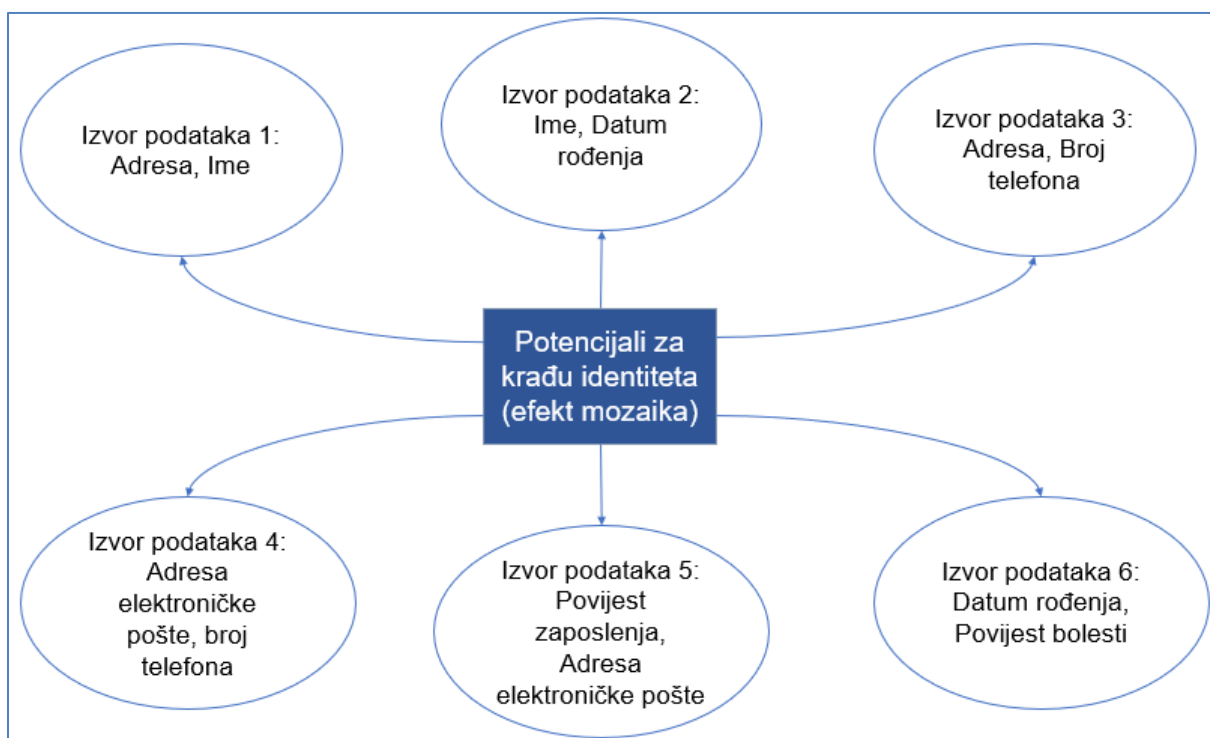 Izvor podataka 1:
Adresa, Ime
Izvor podataka 2:
Ime, Datum
rođenja
Izvor podataka 3:
Adresa, Broj
telefona
Potencijali za
krađu identiteta
(efekt mozaika)
Izvor podataka 4:
Adresa
elektroničke
pošte, broj
telefona
Izvor podataka 5:
Povijest
zaposlenja,
Adresa
elektroničke pošte
Izvor podataka 6:
Datum rođenja,
Povijest bolesti